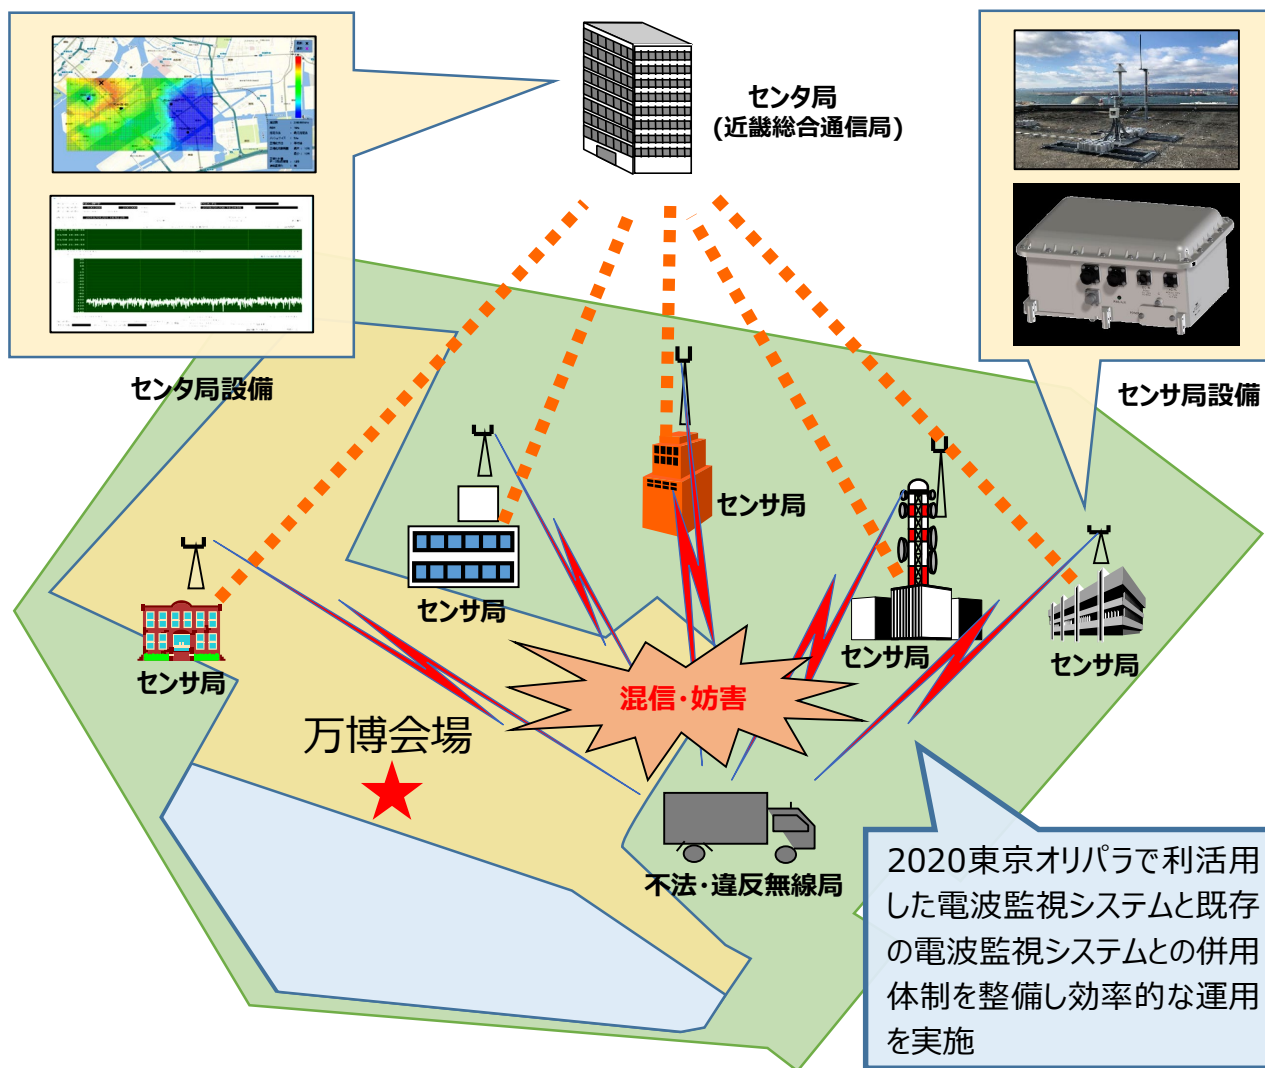 センタ局
(近畿総合通信局)
センタ局設備
センサ局設備
センサ局
センサ局
センサ局
センサ局
センサ局
混信・妨害
万博会場
不法・違反無線局
2020東京オリパラで利活用
した電波監視システムと既存
の電波監視システムとの併用
体制を整備し効率的な運用
を実施